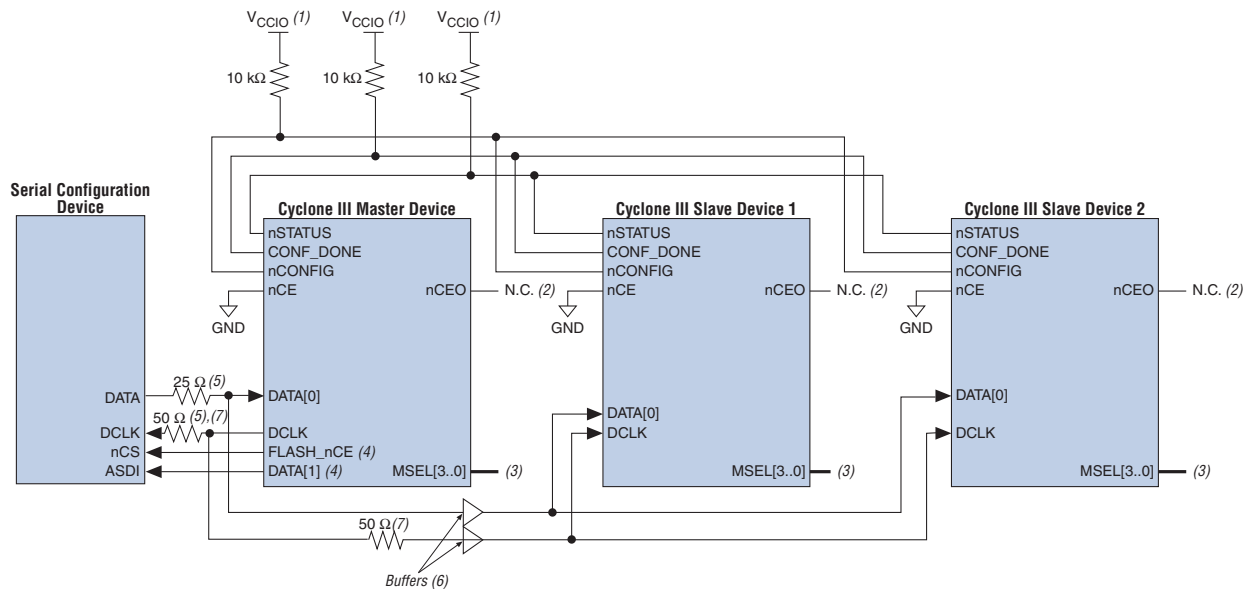 VCCIO (1) VCCIO (1) VCCIO (1)
10 kΩ 10 kΩ 10 kΩ
Serial Configuration
Device
DATA
DCLK
nCS
ASDI
25 Ω (5)
50 Ω (5),(7)
Cyclone III Master Device
nSTATUS
CONF_DONE
nCONFIG
nCE
GND
nCEO
N.C. (2)
DATA[0]
DCLK
FLASH_nCE (4)
DATA[1] (4)
MSEL[3..0]
(3)
Cyclone III Slave Device 1
nSTATUS
CONF_DONE
nCONFIG
nCE
GND
nCEO
N.C. (2)
DATA[0]
DCLK
MSEL[3..0]
(3)
Cyclone III Slave Device 2
nSTATUS
CONF_DONE
nCONFIG
nCE
GND
nCEO
N.C. (2)
DATA[0]
DCLK
MSEL[3..0]
(3)
50 Ω (7)
Buffers (6)